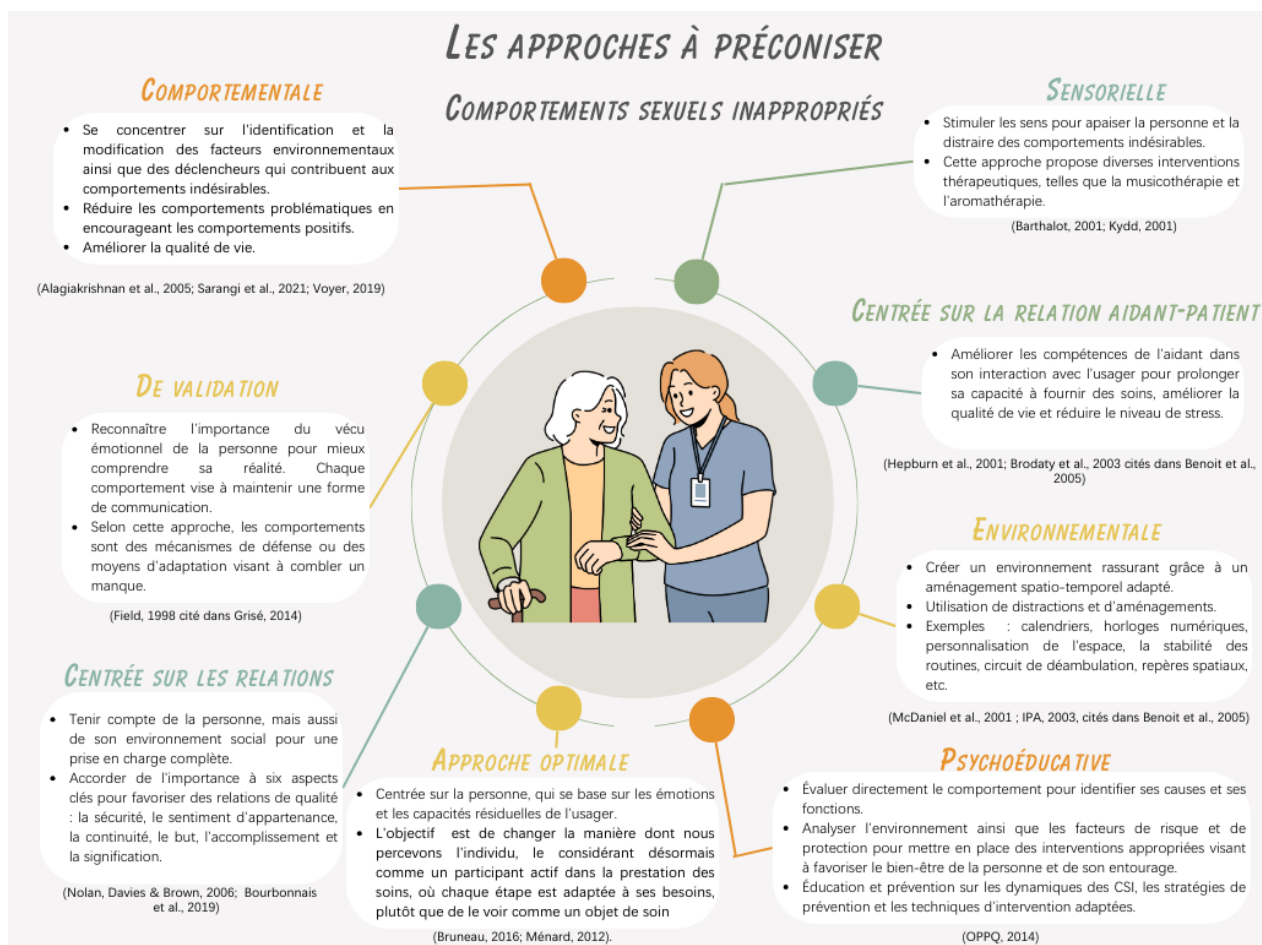 Les approches à préconiser
Comportements sexuels inappropriés
Comportementale
• Se concentrer sur l'identification et la
modification des facteurs environnementaux
ainsi que des déclencheurs qui contribuent aux
comportements indésirables.
• Réduire les comportements problématiques en
encourageant les comportements positifs.
• Améliorer la qualité de vie.
(Alagiakrishnan et al., 2005; Sarangi et al., 2021; Voyer, 2019)
De validation
• Reconnaître l'importance du vécu
émotionnel de la personne pour mieux
comprendre sa réalité. Chaque
comportement vise à maintenir une forme
de communication.
• Selon cette approche, les comportements
sont des mécanismes de défense ou des
moyens d'adaptation visant à combler un
manque.
(Field, 1998 cité dans Grisé, 2014)
Centrée sur les relations
• Tenir compte de la personne, mais aussi
de son environnement social pour une
prise en charge complète.
• Accorder de l'importance à six aspects
clés pour favoriser des relations de qualité
: la sécurité, le sentiment d'appartenance,
la continuité, le but, l'accomplissement et
la signification.
(Nolan, Davies & Brown, 2006; Bourbonnais
et al., 2019)
Approche optimale
• Centrée sur la personne, qui se base sur les émotions
et les capacités résiduelles de l'usager.
• L'objectif est de changer la manière dont nous
percevons l'individu, le considérant désormais
comme un participant actif dans la prestation des
soins, où chaque étape est adaptée à ses besoins,
plutôt que de le voir comme un objet de soin
(Bruneau, 2016; Ménard, 2012).
Sensorielle
• Stimuler les sens pour apaiser la personne et la
distraire des comportements indésirables.
• Cette approche propose diverses interventions
thérapeutiques, telles que la musicothérapie et
l'aromathérapie.
(Barthalot, 2001; Kydd, 2001)
Centrée sur la relation aidant-patient
• Améliorer les compétences de l'aidant dans
son interaction avec l'usager pour prolonger
sa capacité à fournir des soins, améliorer la
qualité de vie et réduire le niveau de stress.
(Hepburn et al., 2001; Brodaty et al., 2003 cités dans Benoit et al.,
2005)
Environnementale
• Créer un environnement rassurant grâce à un
aménagement spatio-temporel adapté.
• Utilisation de distractions et d'aménagements.
• Exemples : calendriers, horloges numériques,
personnalisation de l'espace, la stabilité des
routines, circuit de déambulation, repères spatiaux,
etc.
(McDaniel et al., 2001 ; IPA, 2003, cités dans Benoit et al., 2005)
Psychoéducative
• Évaluer directement le comportement pour identifier ses causes et ses
fonctions.
• Analyser l'environnement ainsi que les facteurs de risque et de
protection pour mettre en place des interventions appropriées visant
à favoriser le bien-être de la personne et de son entourage.
• Éducation et prévention sur les dynamiques des CSI, les stratégies de
prévention et les techniques d'intervention adaptées.
(OPPQ, 2014)